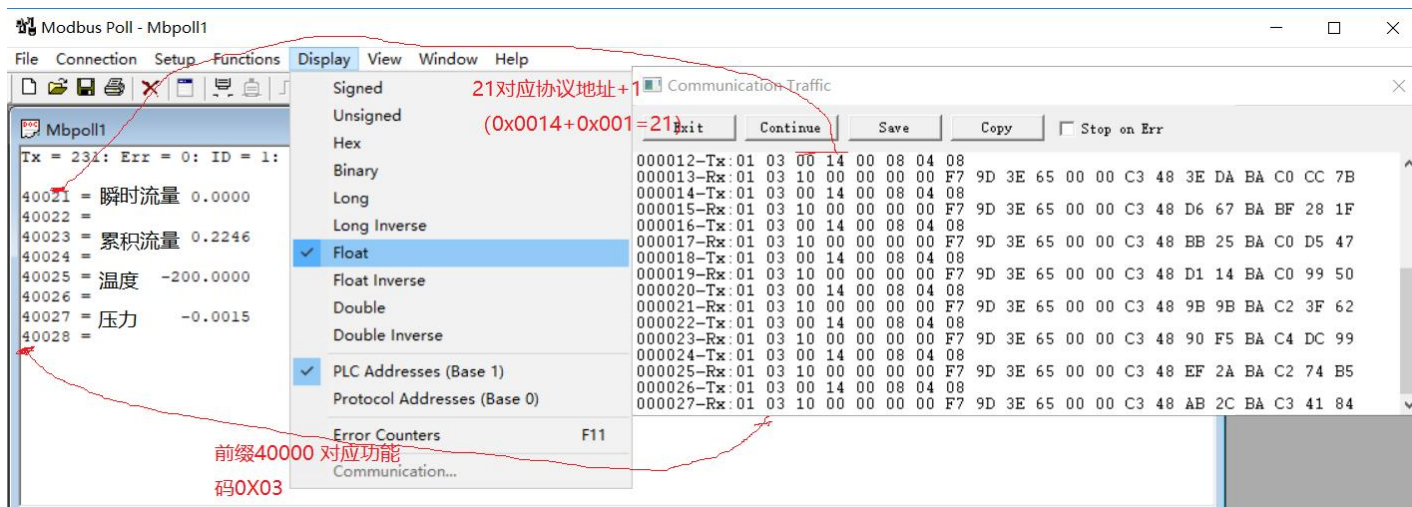 Modbus Poll - Mbpoll1
File Connection Setup Functions Display View Window Help
Mbpoll1
Tx = 231: Err = 0: ID = 1:
40021 = 瞬时流量 0.0000
40022 =
40023 = 累积流量 0.2246
40024 =
40025 = 温度 -200.0000
40026 =
40027 = 压力 -0.0015
40028 =
Signed
Unsigned
Hex
Binary
Long
Long Inverse
Float
Float Inverse
Double
Double Inverse
PLC Addresses (Base 1)
Protocol Addresses (Base 0)
Error Counters F11
Communication...
21对应协议地址+1
(0x0014+0x001=21)
前缀40000 对应功能
码0X03
Communication Traffic
Exit Continue Save Copy Stop on Err
000012-Tx:01 03 00 14 00 08 04 08
000013-Rx:01 03 10 00 00 00 00 F7 9D 3E 65 00 00 C3 48 3E DA BA C0 CC 7B
000014-Tx:01 03 00 14 00 08 04 08
000015-Rx:01 03 10 00 00 00 00 F7 9D 3E 65 00 00 C3 48 D6 67 BA BF 28 1F
000016-Tx:01 03 00 14 00 08 04 08
000017-Rx:01 03 10 00 00 00 00 F7 9D 3E 65 00 00 C3 48 BB 25 BA C0 D5 47
000018-Tx:01 03 00 14 00 08 04 08
000019-Rx:01 03 10 00 00 00 00 F7 9D 3E 65 00 00 C3 48 D1 14 BA C0 99 50
000020-Tx:01 03 00 14 00 08 04 08
000021-Rx:01 03 10 00 00 00 00 F7 9D 3E 65 00 00 C3 48 9B 9B BA C2 3F 62
000022-Tx:01 03 00 14 00 08 04 08
000023-Rx:01 03 10 00 00 00 00 F7 9D 3E 65 00 00 C3 48 90 F5 BA C4 DC 99
000024-Tx:01 03 00 14 00 08 04 08
000025-Rx:01 03 10 00 00 00 00 F7 9D 3E 65 00 00 C3 48 EF 2A BA C2 74 B5
000026-Tx:01 03 00 14 00 08 04 08
000027-Rx:01 03 10 00 00 00 00 F7 9D 3E 65 00 00 C3 48 AB 2C BA C3 41 84